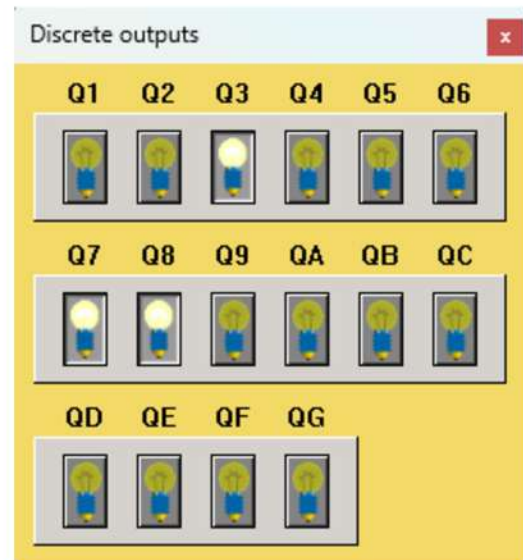 Discrete outputs x
Q1 Q2 Q3 Q4 Q5 Q6
Q7 Q8 Q9 QA QB QC
QD QE QF QG